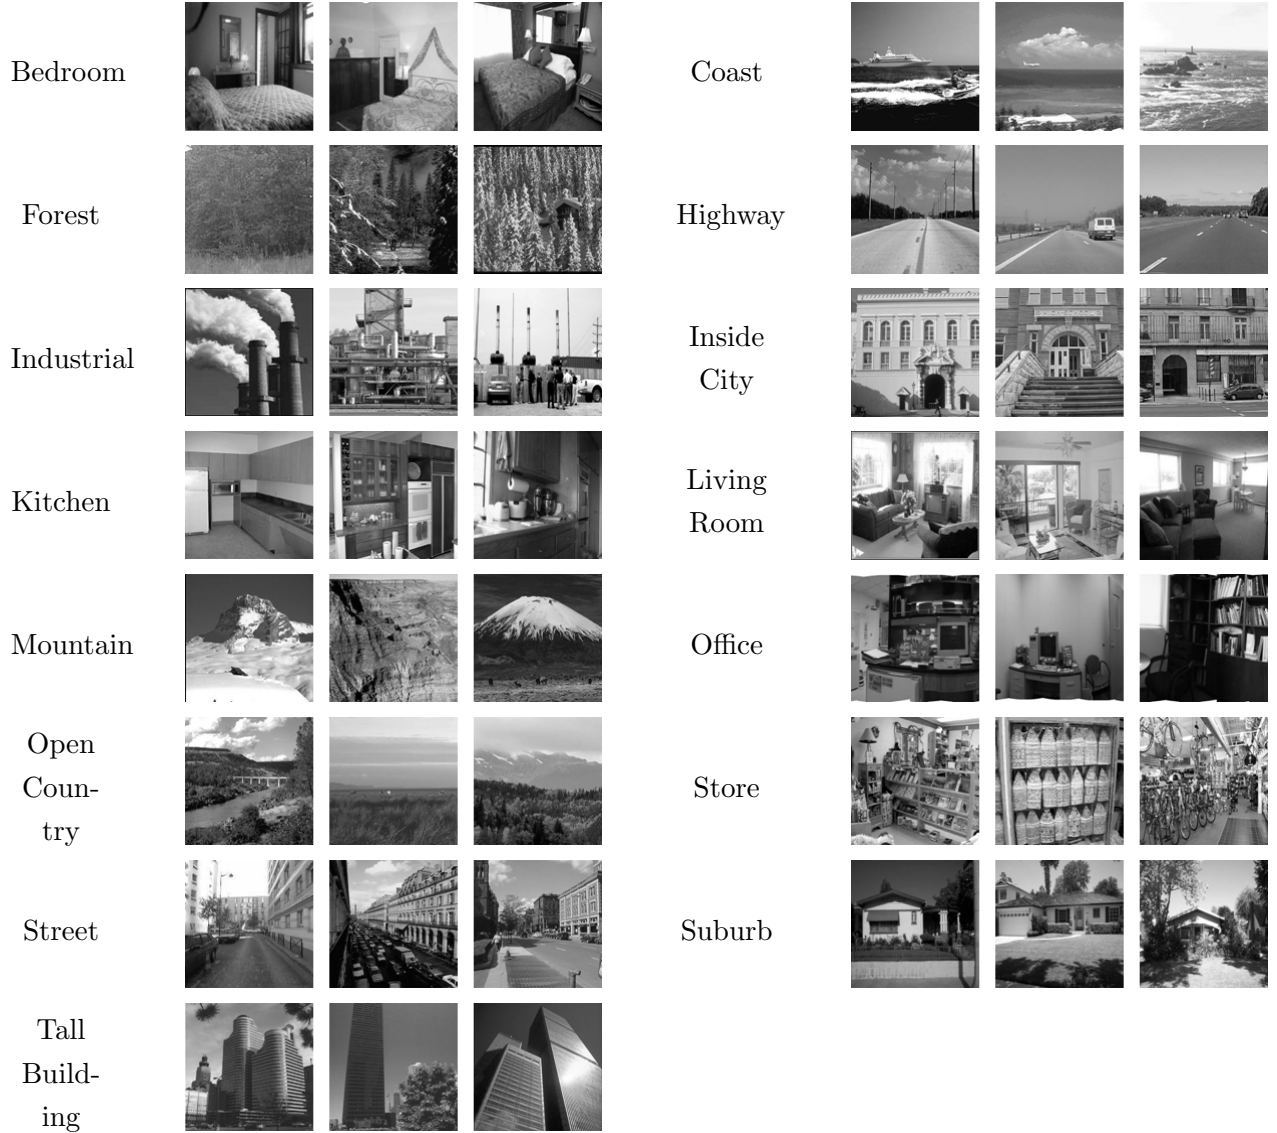 Bedroom
Coast
Forest
Highway
Industrial
Inside
City
Kitchen
Living
Room
Mountain
Office
Open
Coun-
try
Store
Street
Suburb
Tall
Build-
ing